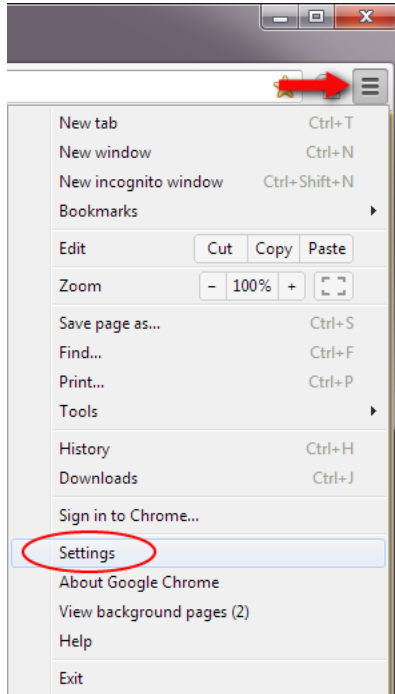 New tab Ctrl+T
New window Ctrl+N
New incognito window Ctrl+Shift+N
Bookmarks
Edit Cut Copy Paste
Zoom - 100% +
Save page as... Ctrl+S
Find... Ctrl+F
Print... Ctrl+P
Tools
History Ctrl+H
Downloads Ctrl+J
Sign in to Chrome...
Settings
About Google Chrome
View background pages (2)
Help
Exit